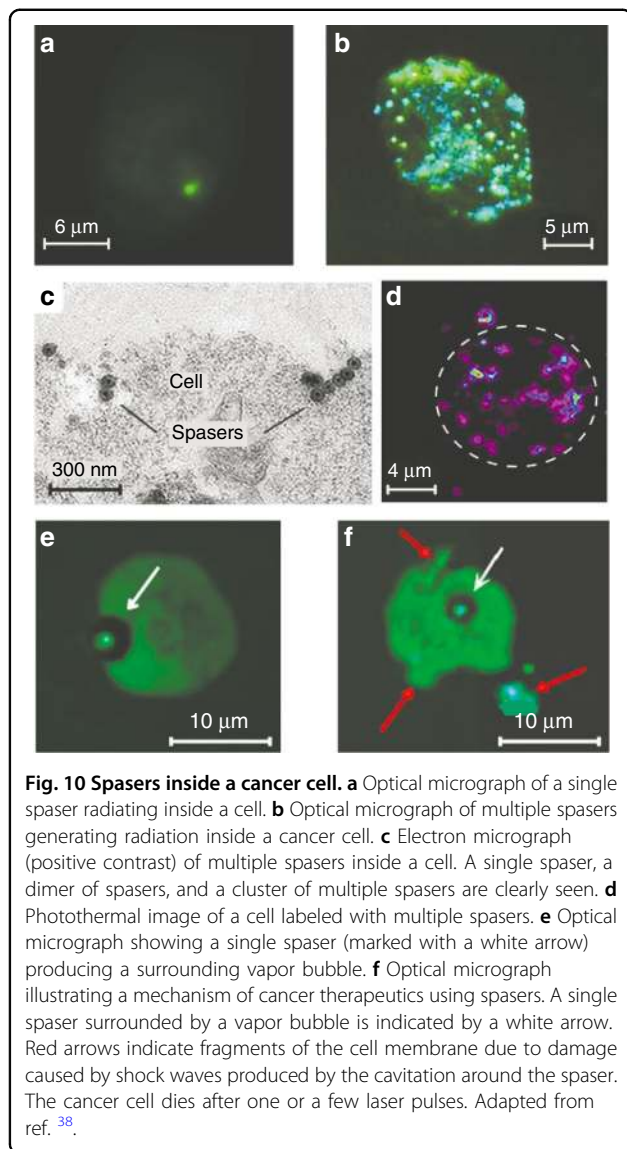 a
b
6 μm
5 μm
c
d
Cell
Spasers
300 nm
4 μm
e
f
10 μm
10 μm
Fig. 10 Spasers inside a cancer cell. a Optical micrograph of a single
spaser radiating inside a cell. b Optical micrograph of multiple spasers
generating radiation inside a cancer cell. c Electron micrograph
(positive contrast) of multiple spasers inside a cell. A single spaser, a
dimer of spasers, and a cluster of multiple spasers are clearly seen. d
Photothermal image of a cell labeled with multiple spasers. e Optical
micrograph showing a single spaser (marked with a white arrow)
producing a surrounding vapor bubble. f Optical micrograph
illustrating a mechanism of cancer therapeutics using spasers. A single
spaser surrounded by a vapor bubble is indicated by a white arrow.
Red arrows indicate fragments of the cell membrane due to damage
caused by shock waves produced by the cavitation around the spaser.
The cancer cell dies after one or a few laser pulses. Adapted from
ref. 38.